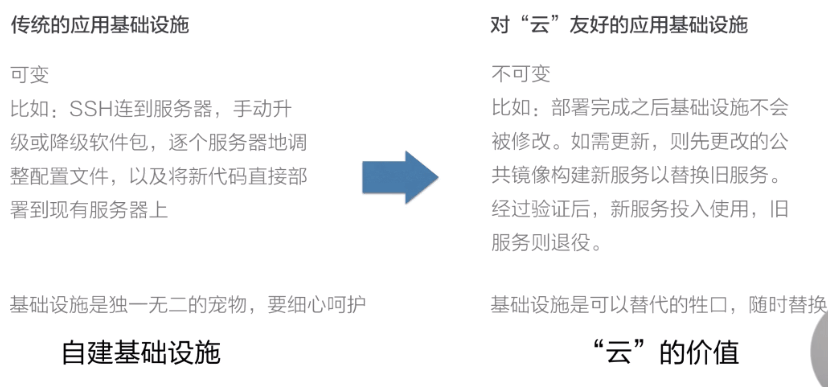 传统的应用基础设施
可变
比如：SSH连到服务器，手动升
级或降级软件包，逐个服务器地调
整配置文件，以及将新代码直接部
署到现有服务器上
基础设施是独一无二的宠物，要细心呵护
自建基础设施
对“云”友好的应用基础设施
不可变
比如：部署完成之后基础设施不会
被修改。如需更新，则先更改的公
共镜像构建新服务以替换旧服务。
经过验证后，新服务投入使用，旧
服务则退役。
基础设施是可以替代的牲口，随时替换
“云”的价值